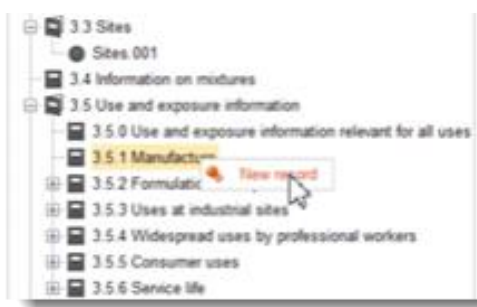 3.3 Sites
Sites.001
3.4 Information on mixtures
3.5 Use and exposure information
3.5.0 Use and exposure information relevant for all uses
3.5.1 Manufacture
New record
3.5.2 Formulatic
3.5.3 Uses at industrial sites
3.5.4 Widespread uses by professional workers
3.5.5 Consumer uses
3.5.6 Service life